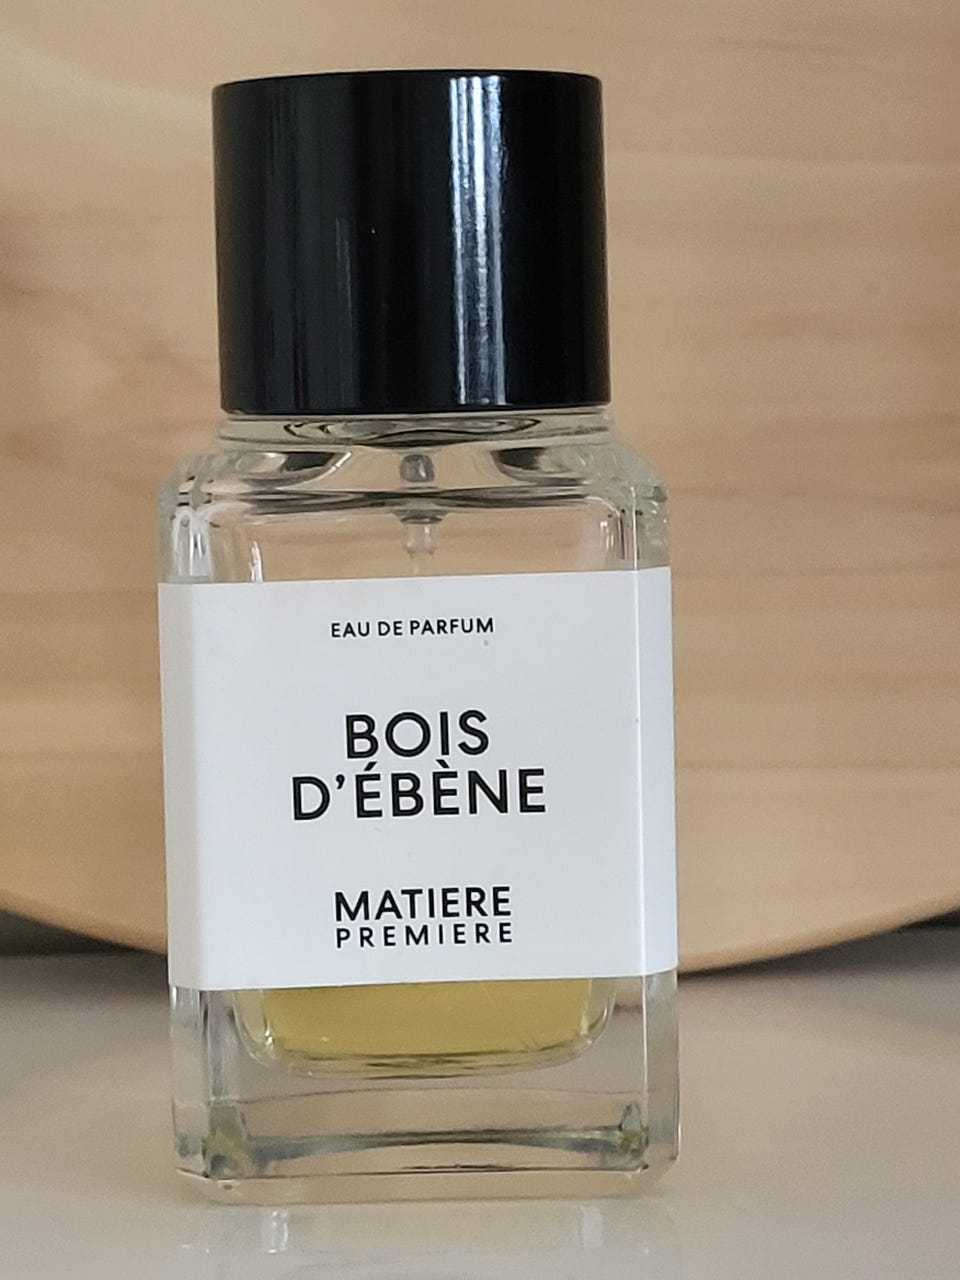 EAU DE PARFUM
BOIS
D’ÉBÈNE
MATIERE
PREMIERE